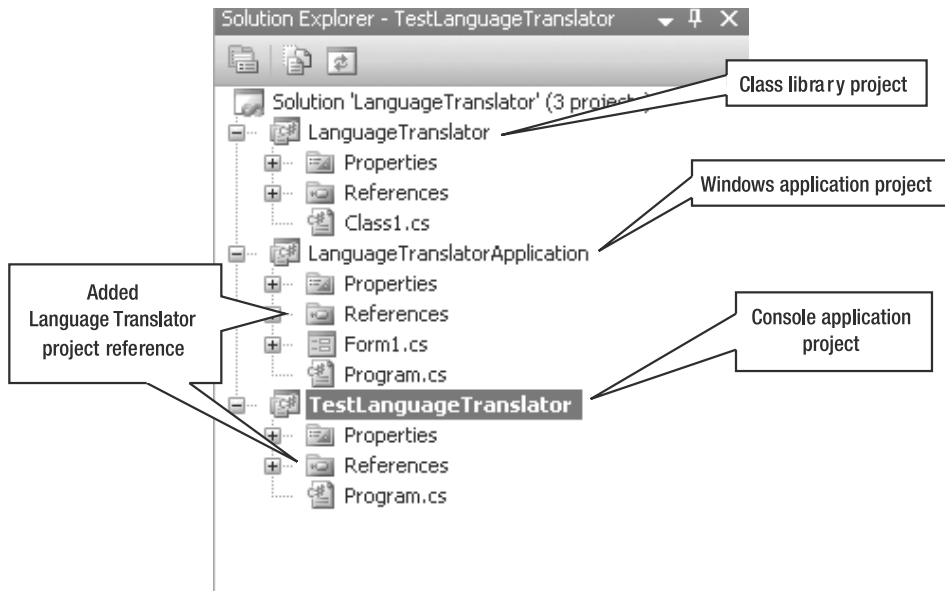 Solution Explorer - TestLanguageTranslator
Solution 'LanguageTranslator' (3 projects)
LanguageTranslator
Properties
References
C#
Class1.cs
LanguageTranslatorApplication
Properties
References
Form1.cs
C#
Program.cs
TestLanguageTranslator
Properties
References
C#
Program.cs
Class library project
Windows application project
Added
Language Translator
project reference
Console application
project